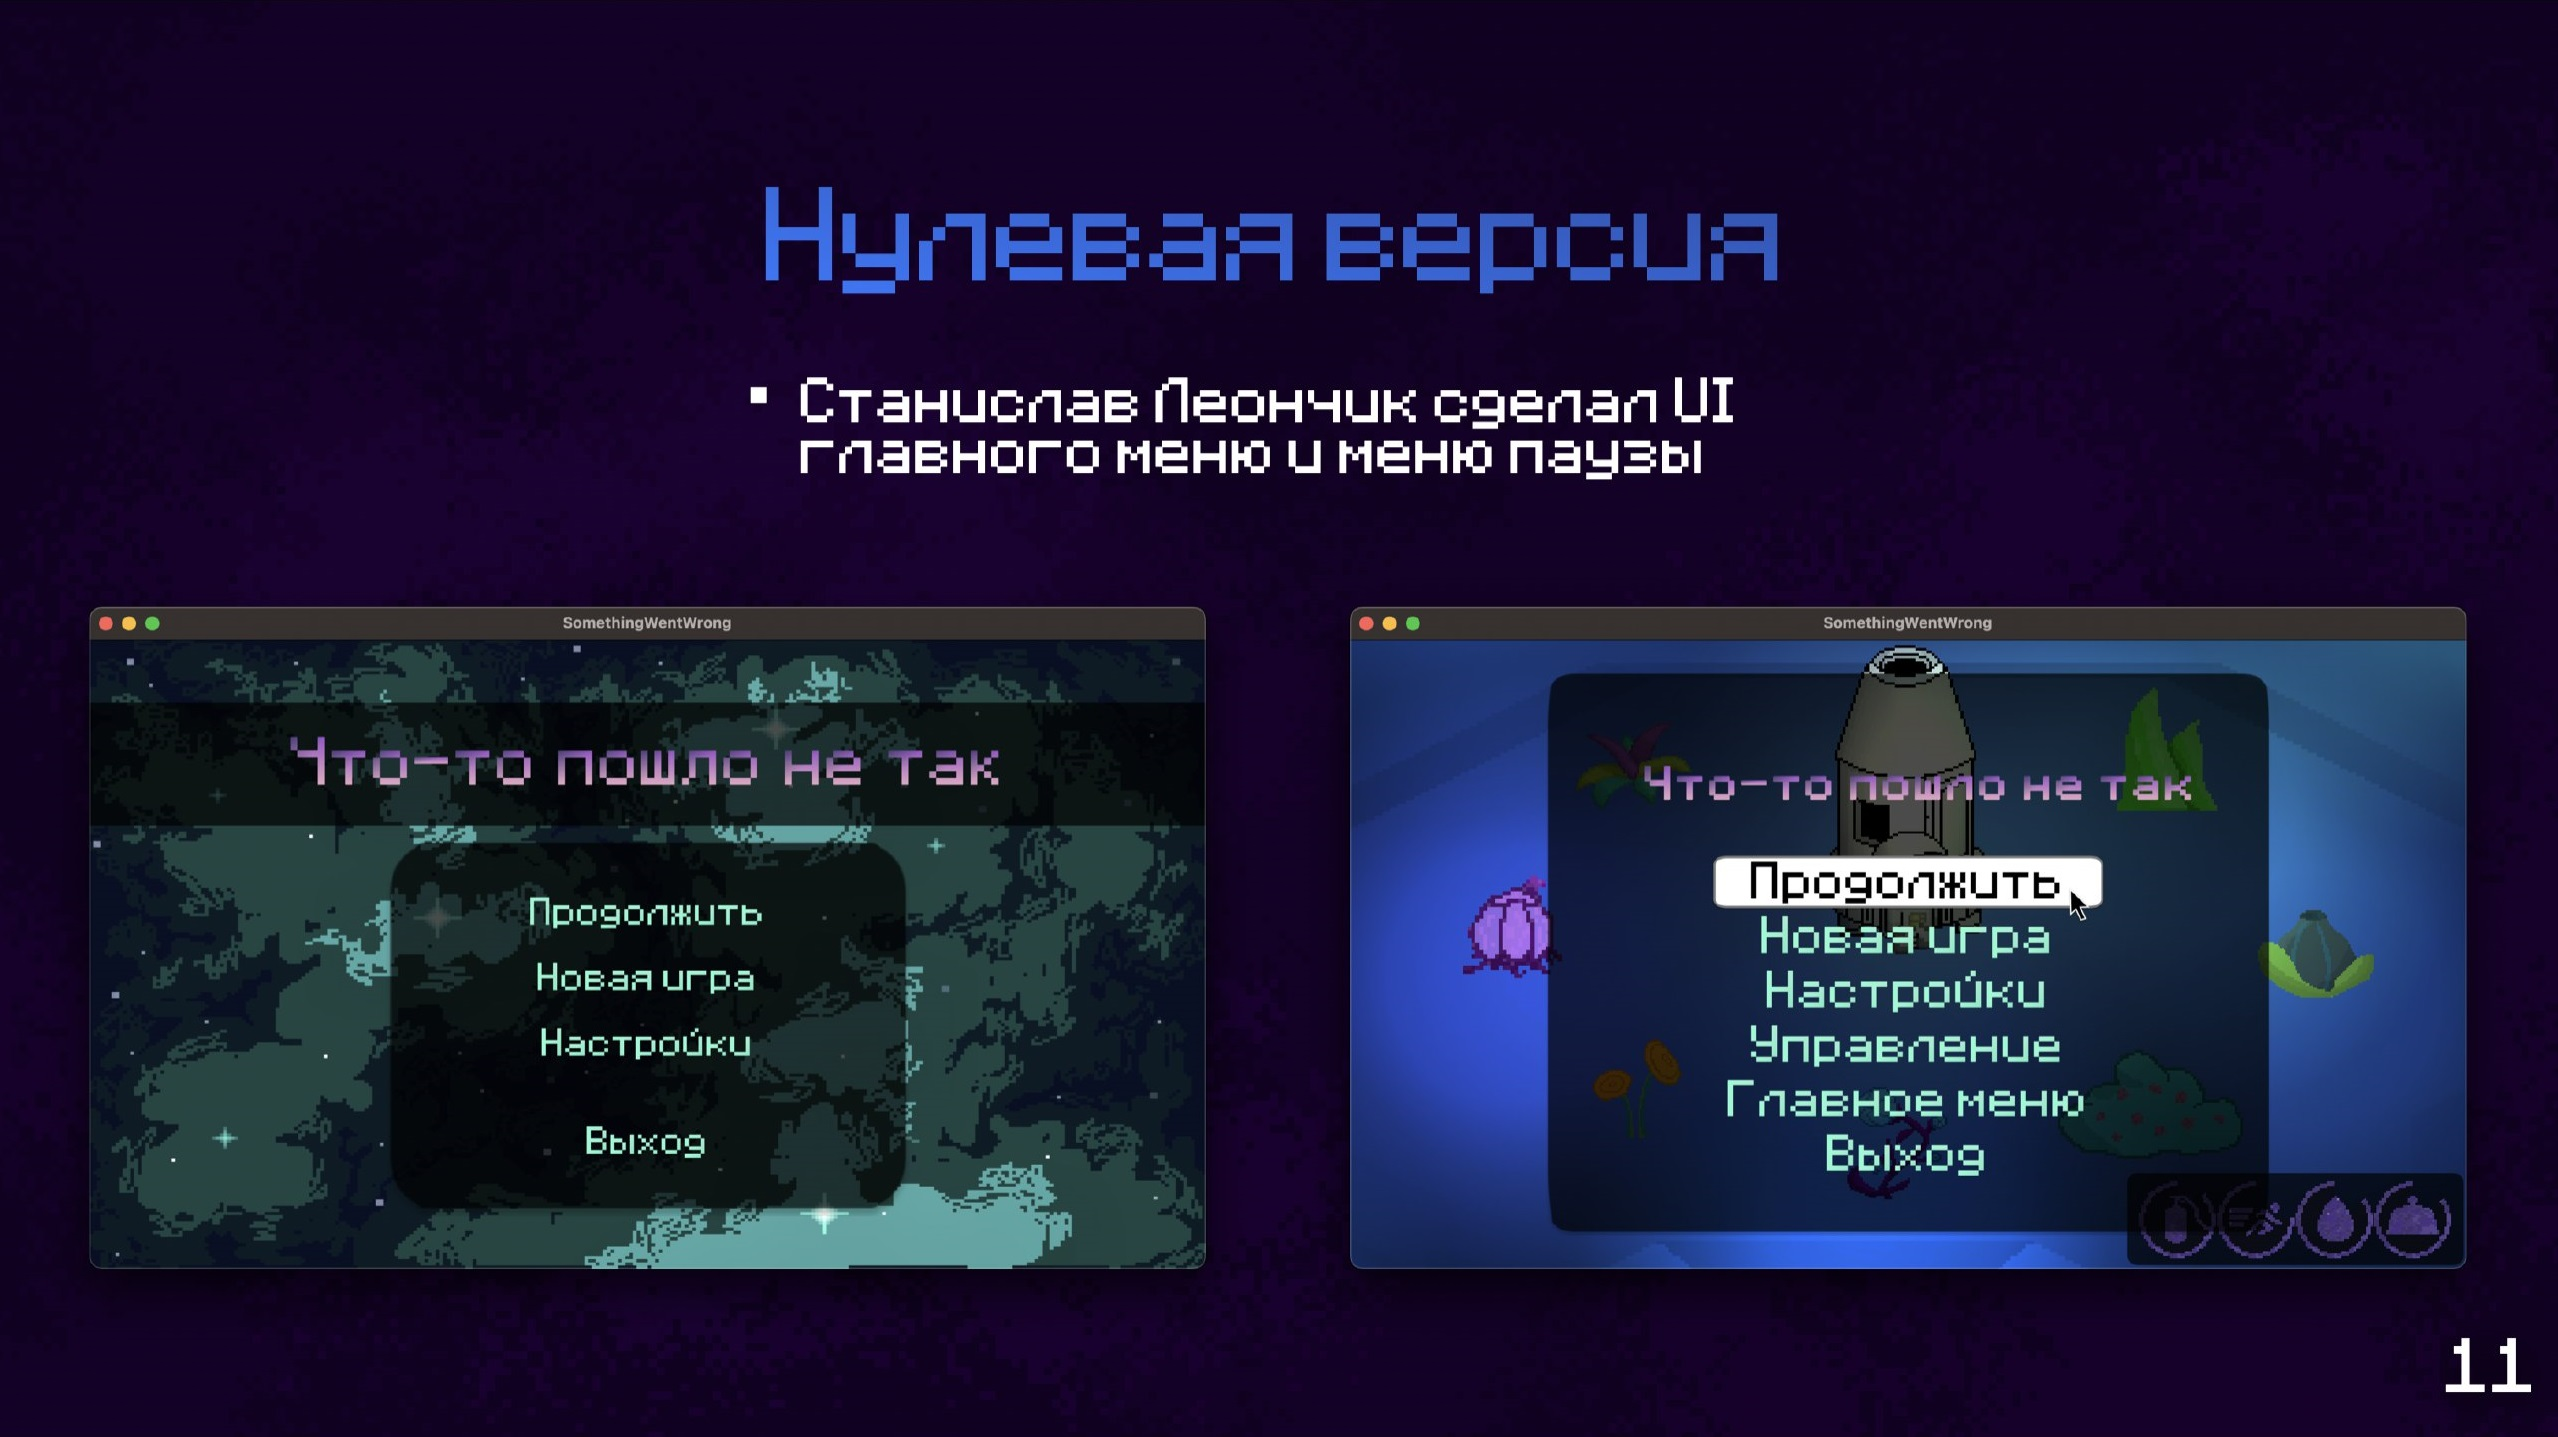 Нулевая версия
▪ Станислав Леончик сделал UI
главного меню и меню паузы
SomethingWentWrong
Что-то пошло не так
Продолжить
Новая игра
Настройки
Выход
SomethingWentWrong
Что-то пошло не так
Продолжить
Новая игра
Настройки
Управление
Главное меню
Выход
11